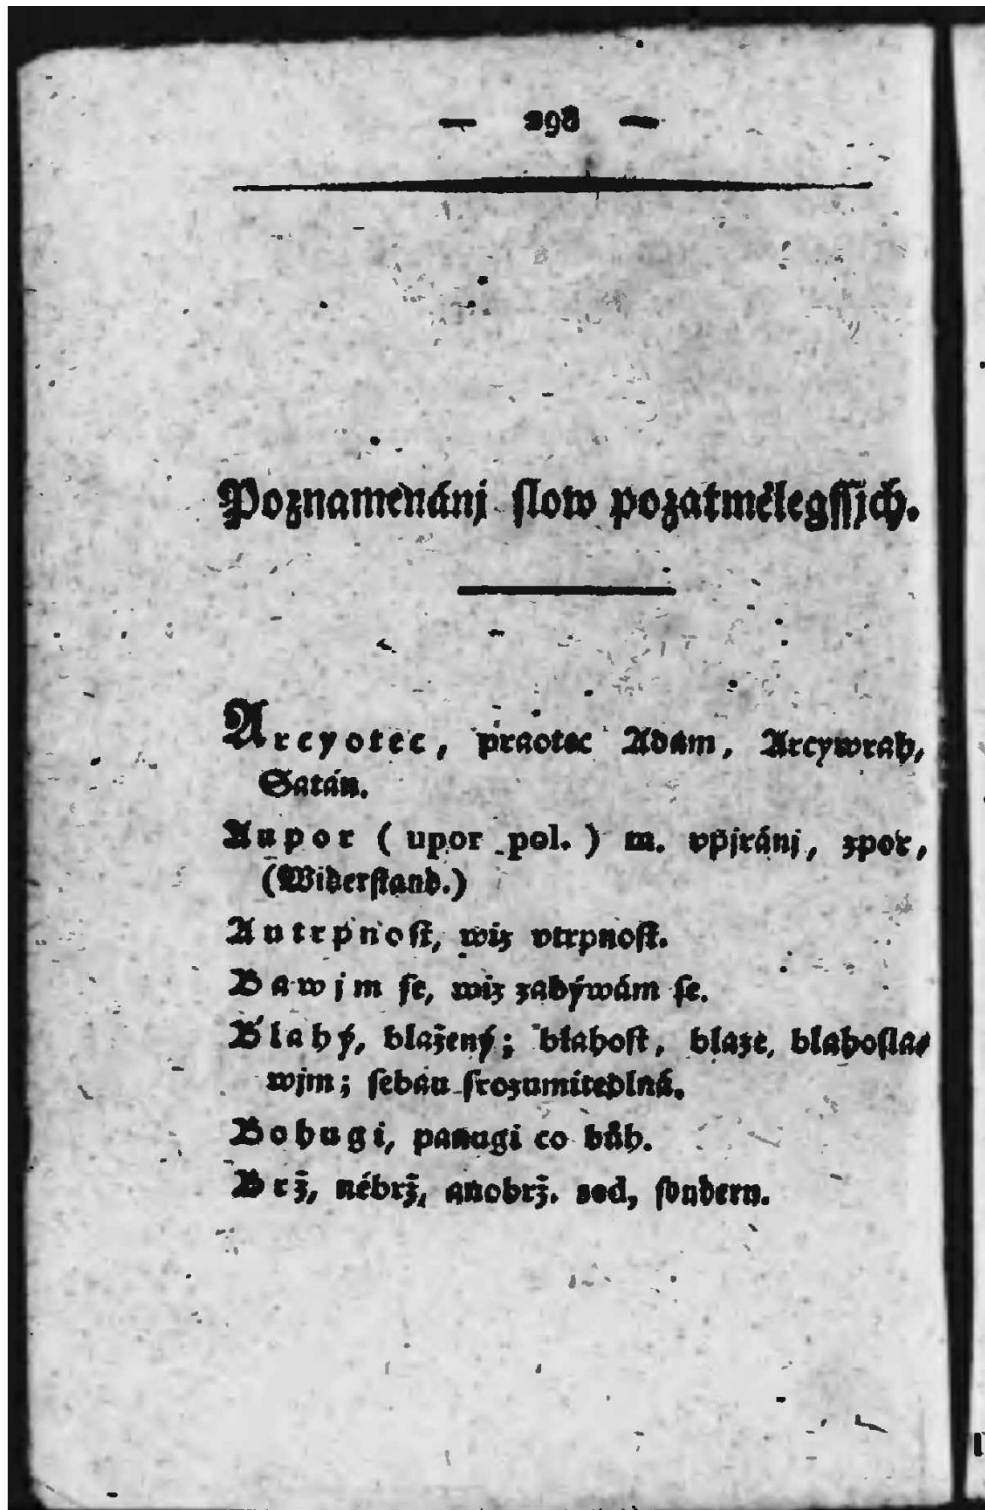 — 298 —
Poznamenánj slow pozatmělegssjch.
Arcyotec, praotec Adam, Arcywrah,
Satán.
Aupor (upor pol.) m. vpjránj, zpor,
(Widerstand.)
Autrpnost, wiz vtrpnost.
Bawjm se, wiz zabýwám se.
Blahý, blažený; blahost, blaze, blahosla-
wjm; sebau srozumitedlná.
Bohugi, panugi co bůh.
Brž, nébrž, anobrž. sed, sondern.